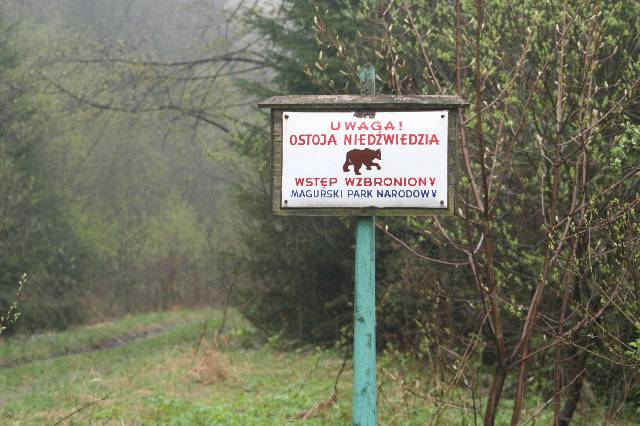 UWAGA!
OSTOJA NIEDŹWIEDZIA
WSTĘP WZBRONIONY
MAGURSKI PARK NARODOWY